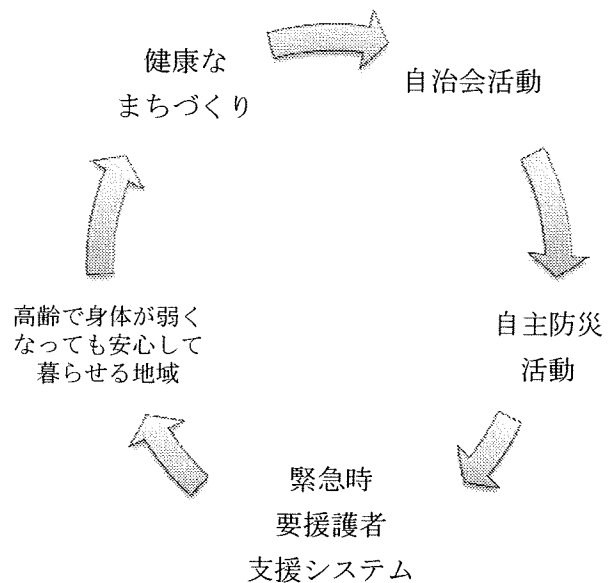 健康な
まちづくり
自治会活動
自主防災
活動
緊急時
要援護者
支援システム
高齢で身体が弱く
なっても安心して
暮らせる地域